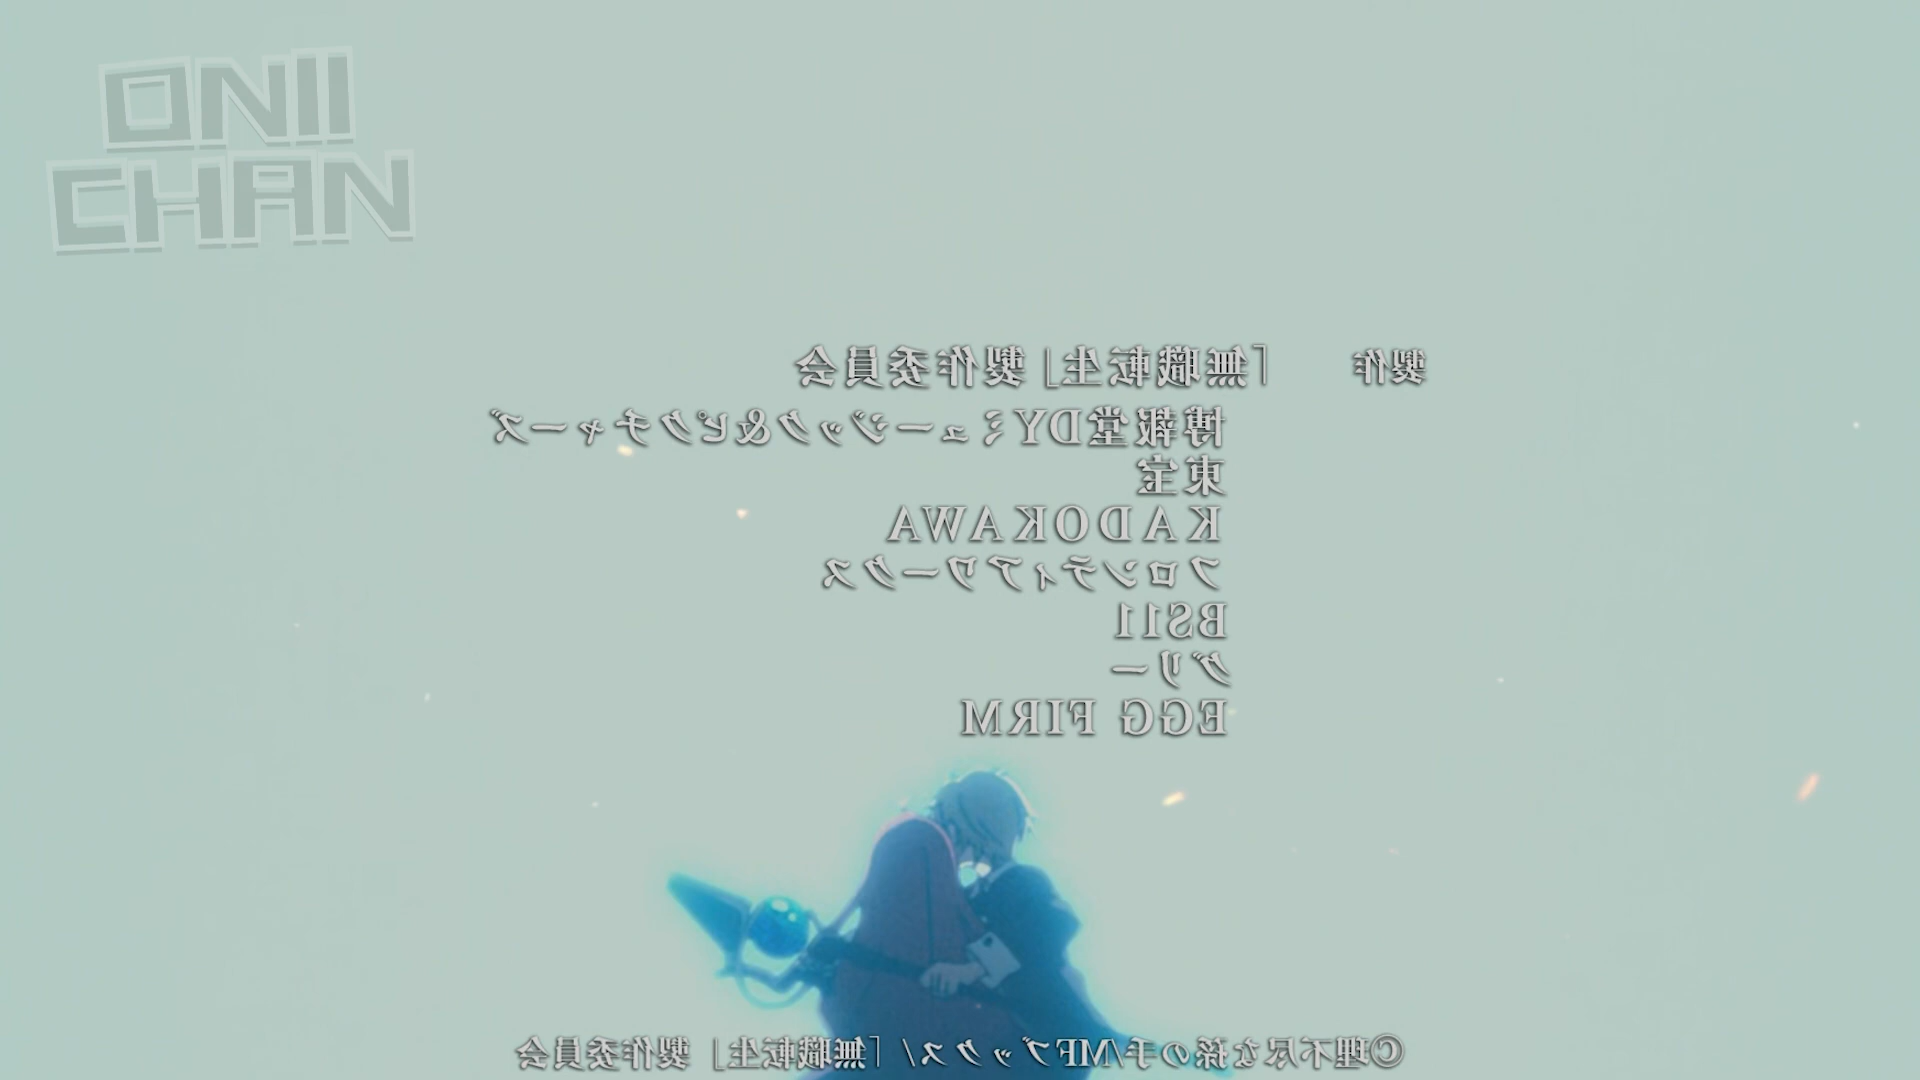 ONII
CHAN
製作 「無職転生」製作委員会
博報堂DYミュージック&ピクチャーズ
東宝
KADOKAWA
フロンティアワークス
BS11
グリー
EGG FIRM
©理不尽な孫の手/MFブックス/「無職転生」製作委員会